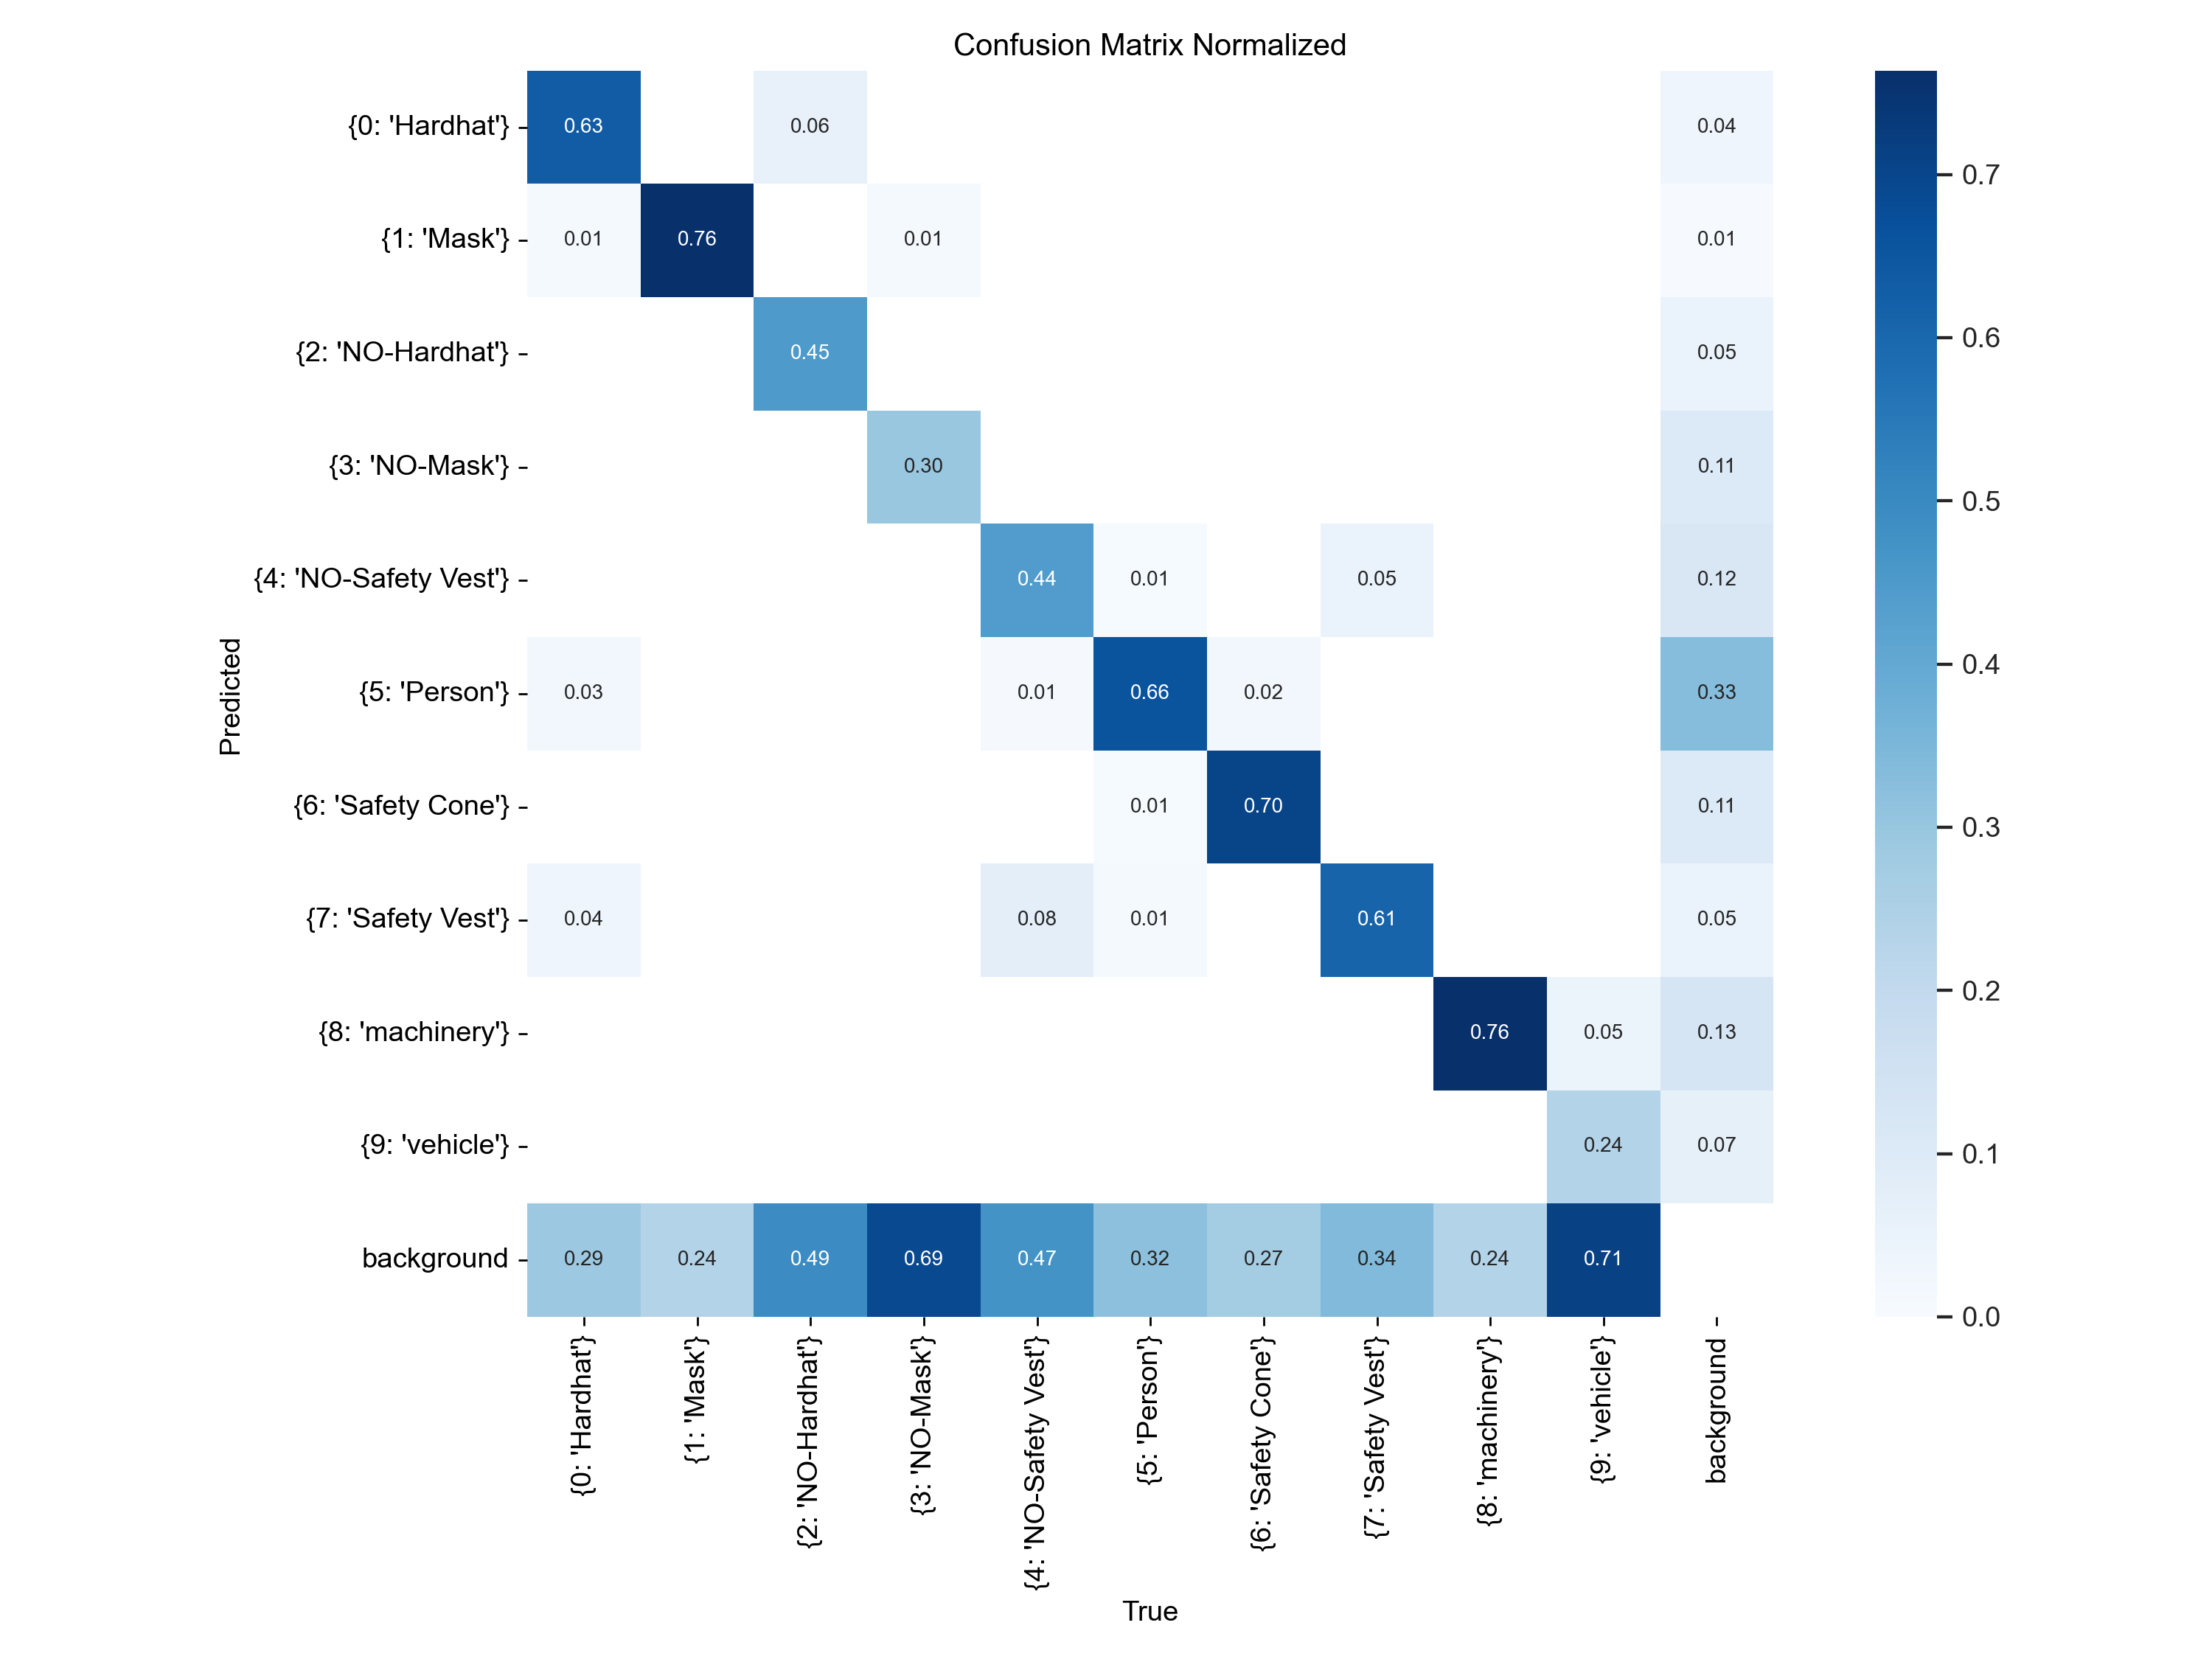 Confusion Matrix Normalized
{0: 'Hardhat'} 0.63 0.06 0.04
{1: 'Mask'} 0.01 0.76 0.01 0.01
{2: 'NO-Hardhat'} 0.45 0.05
{3: 'NO-Mask'} 0.30 0.11
{4: 'NO-Safety Vest'} 0.44 0.01 0.05 0.12
{5: 'Person'} 0.03 0.01 0.66 0.02 0.33
{6: 'Safety Cone'} 0.01 0.70 0.11
{7: 'Safety Vest'} 0.04 0.08 0.01 0.61 0.05
{8: 'machinery'} 0.76 0.05 0.13
{9: 'vehicle'} 0.24 0.07
background 0.29 0.24 0.49 0.69 0.47 0.32 0.27 0.34 0.24 0.71
Predicted
{0: 'Hardhat'}
{1: 'Mask'}
{2: 'NO-Hardhat'}
{3: 'NO-Mask'}
{4: 'NO-Safety Vest'}
{5: 'Person'}
{6: 'Safety Cone'}
{7: 'Safety Vest'}
{8: 'machinery'}
{9: 'vehicle'}
background
True
0.7
0.6
0.5
0.4
0.3
0.2
0.1
0.0